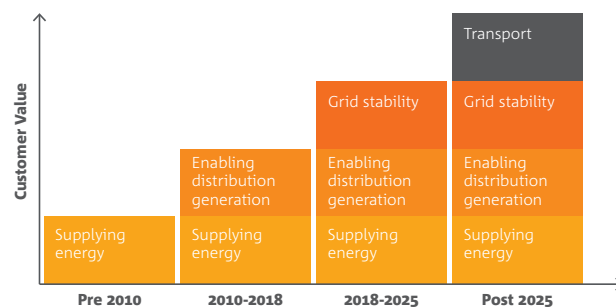 Customer Value
Transport
Grid stability
Grid stability
Enabling
distribution
generation
Enabling
distribution
generation
Enabling
distribution
generation
Supplying
energy
Supplying
energy
Supplying
energy
Supplying
energy
Pre 2010
2010-2018
2018-2025
Post 2025